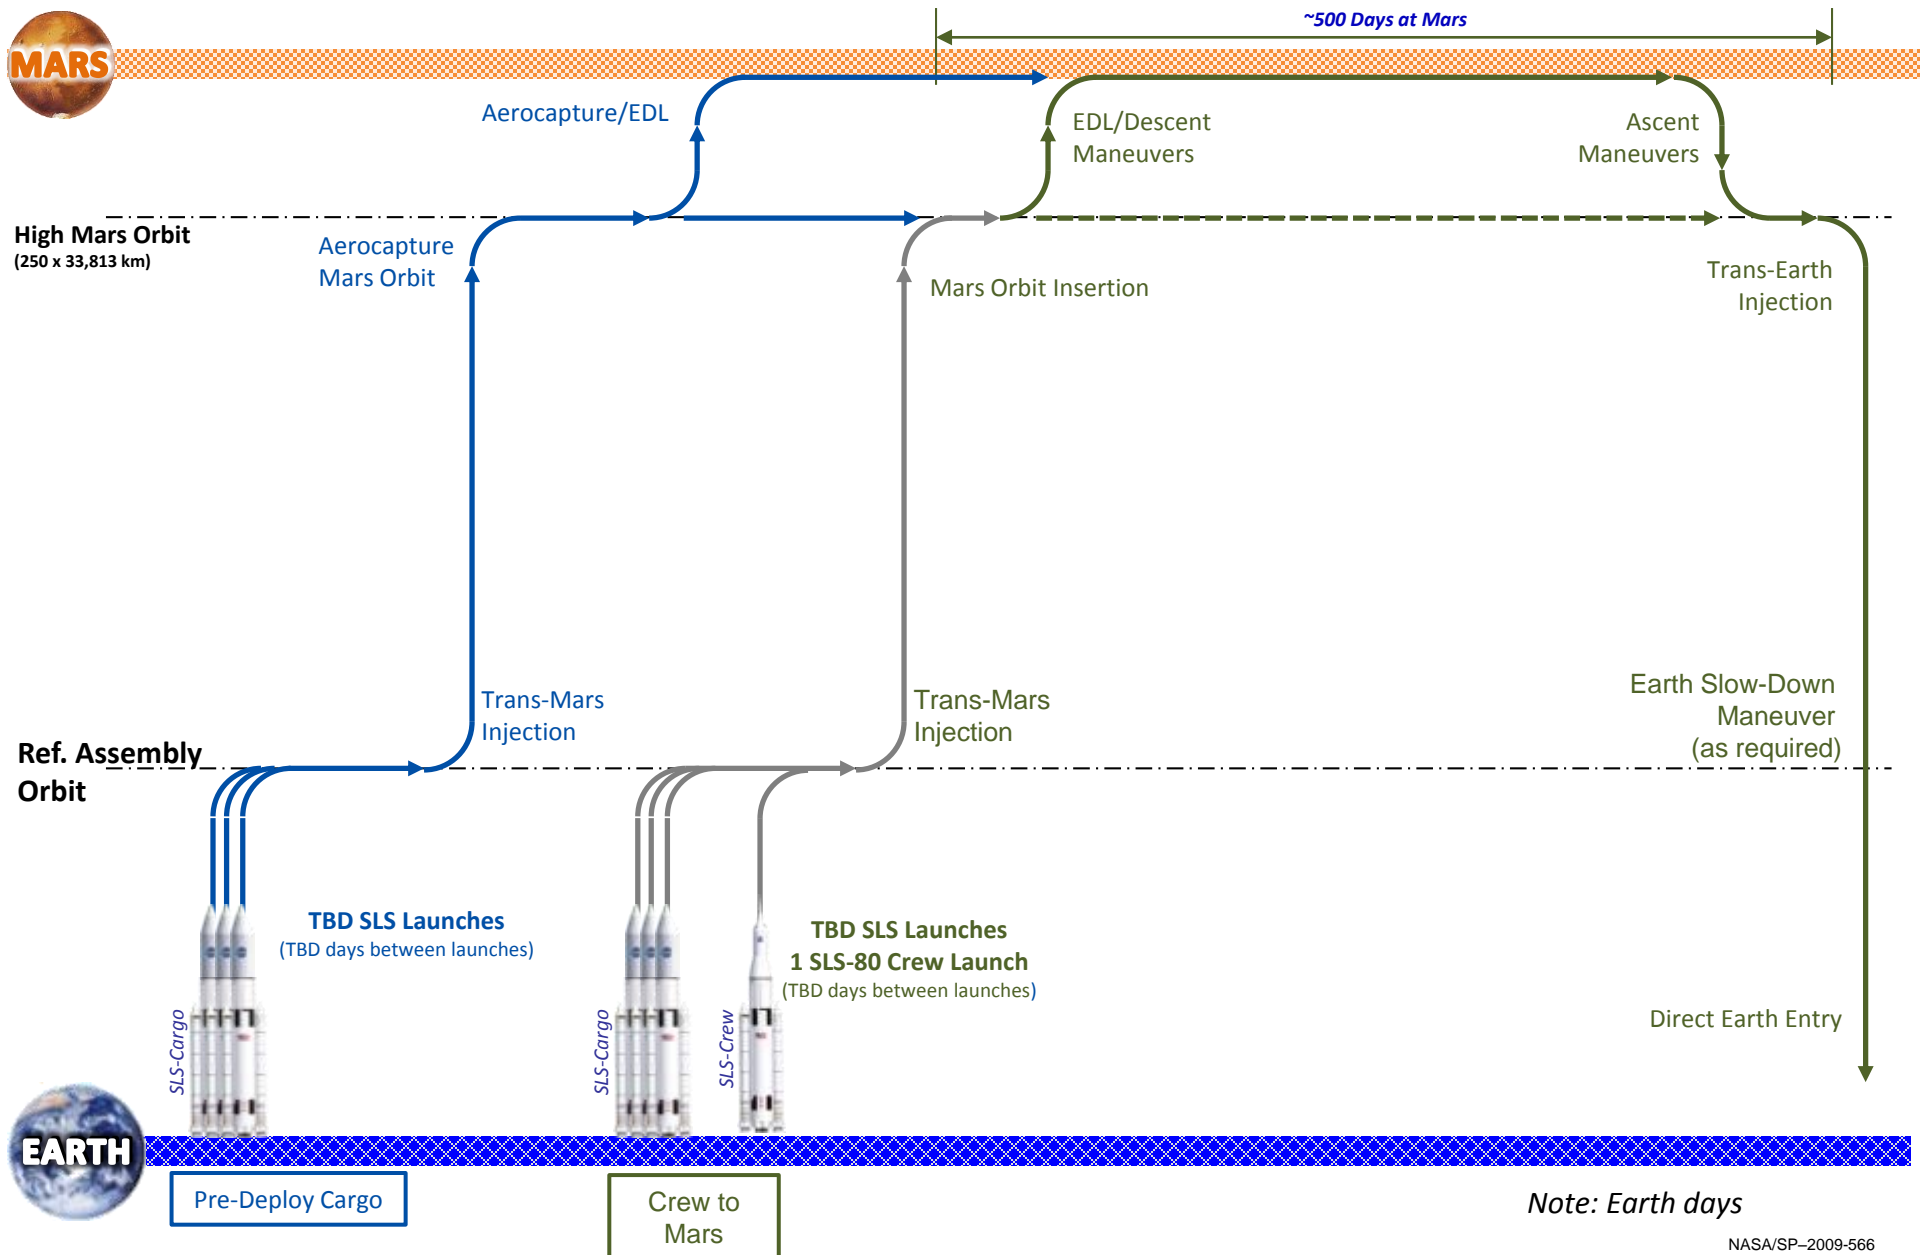 ~500 Days at Mars
MARS
Aerocapture/EDL
EDL/Descent
Maneuvers
Ascent
Maneuvers
High Mars Orbit
(250 x 33,813 km)
Aerocapture
Mars Orbit
Mars Orbit Insertion
Trans-Earth
Injection
Trans-Mars
Injection
Trans-Mars
Injection
Earth Slow-Down
Maneuver
(as required)
Ref. Assembly
Orbit
TBD SLS Launches
(TBD days between launches)
TBD SLS Launches
1 SLS-80 Crew Launch
(TBD days between launches)
SLS-Cargo
SLS-Cargo
SLS-Crew
Direct Earth Entry
EARTH
Pre-Deploy Cargo
Crew to
Mars
Note: Earth days
NASA/SP–2009-566